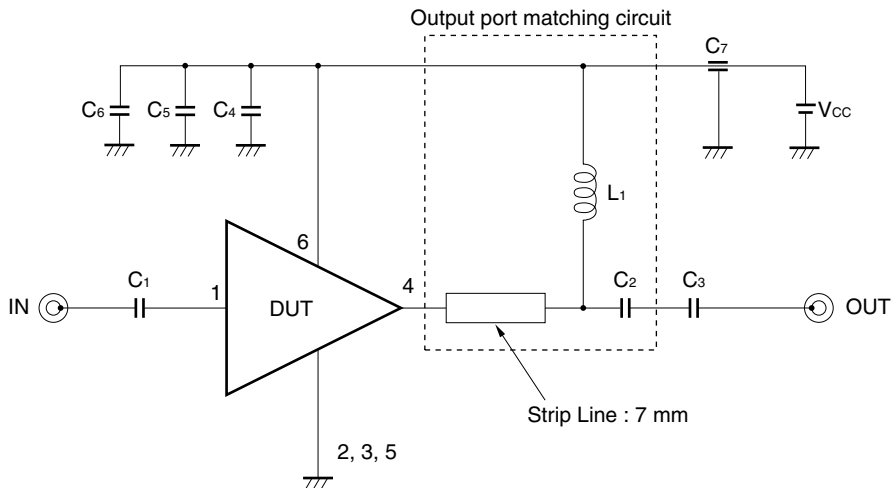 Output port matching circuit
C7
C6
C5
C4
VCC
L1
6
C1
1
4
C2
C3
IN
DUT
OUT
Strip Line : 7 mm
2, 3, 5